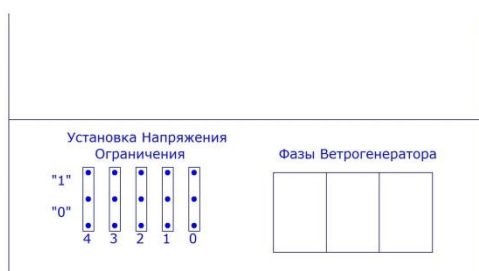 Установка Напряжения
Ограничения
Фазы Ветрогенератора
"1"
"0"
4 3 2 1 0